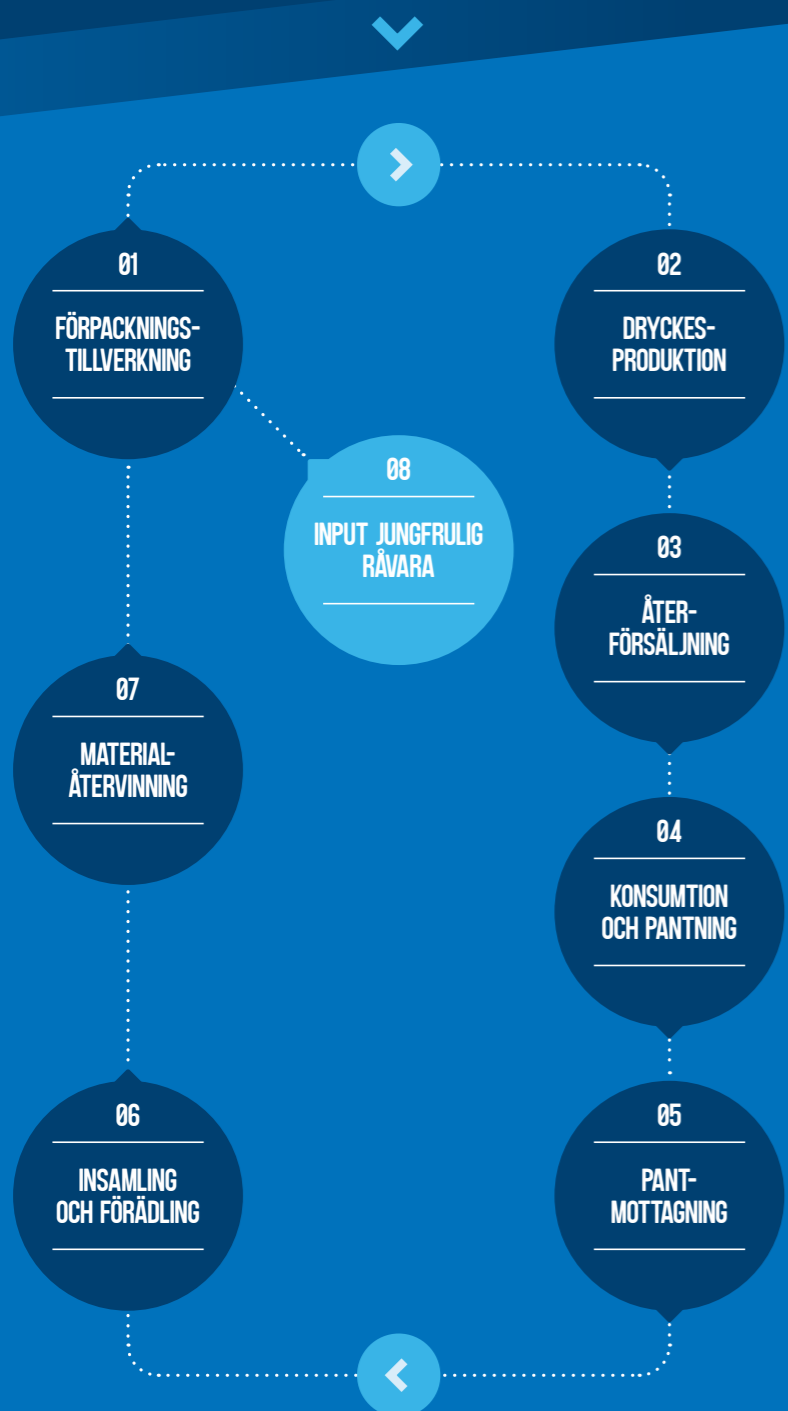 01
FÖRPACKNINGS-
TILLVERKNING
02
DRYCKES-
PRODUKTION
03
ÅTER-
FÖRSÄLJNING
04
KONSUMTION
OCH PANTNING
05
PANT-
MOTTAGNING
06
INSAMLING
OCH FÖRÄDLING
07
MATERIAL-
ÅTERVINNING
08
INPUT JUNGFRULIG
RÅVARA